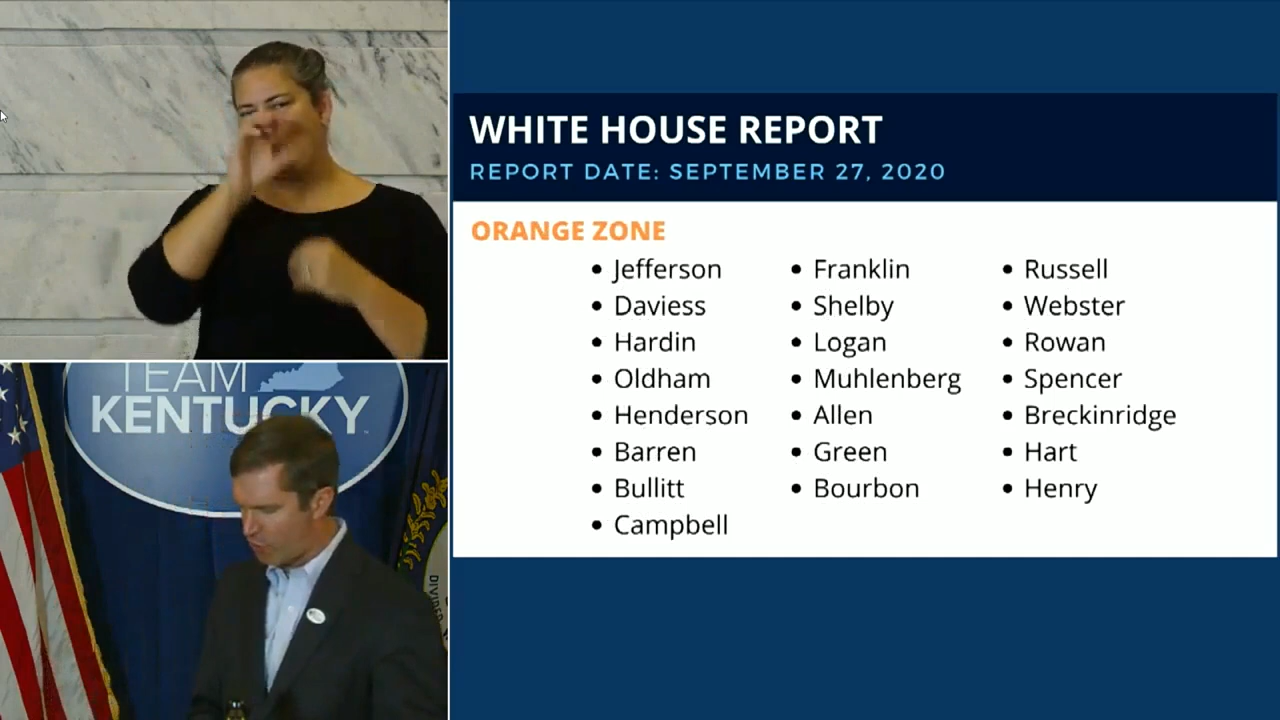 WHITE HOUSE REPORT
REPORT DATE: SEPTEMBER 27, 2020
ORANGE ZONE
• Jefferson
• Daviess
• Hardin
• Oldham
• Henderson
• Barren
• Bullitt
• Campbell
• Franklin
• Shelby
• Logan
• Muhlenberg
• Allen
• Green
• Bourbon
• Russell
• Webster
• Rowan
• Spencer
• Breckinridge
• Hart
• Henry
TEAM
KENTUCKY